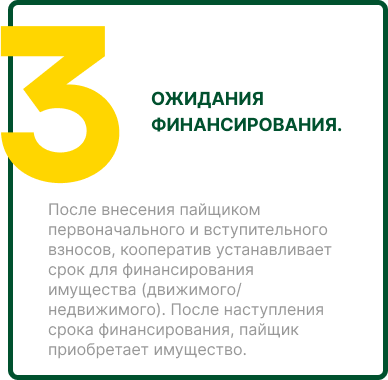 3
ОЖИДАНИЯ
ФИНАНСИРОВАНИЯ.
После внесения пайщиком
первоначального и вступительного
взносов, кооператив устанавливает
срок для финансирования
имущества (движимого/
недвижимого). После наступления
срока финансирования, пайщик
приобретает имущество.